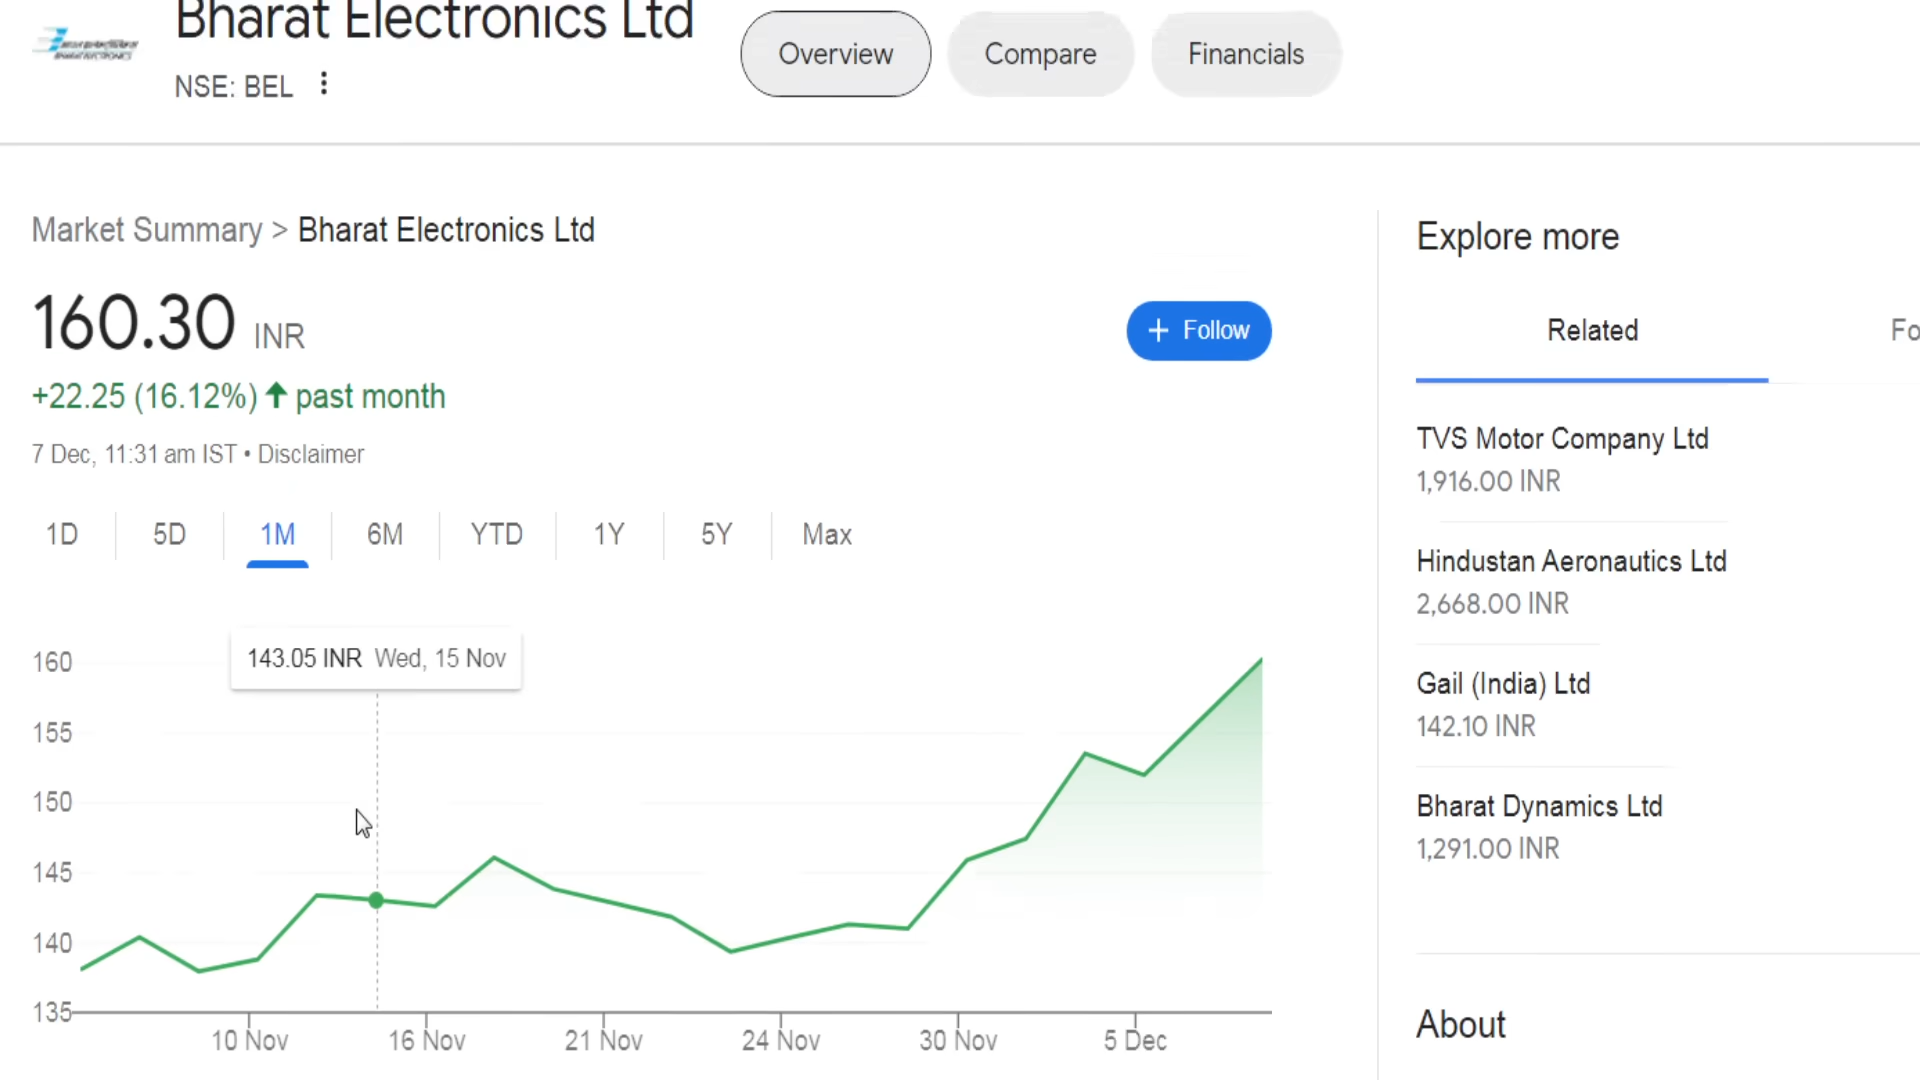 Bharat Electronics Ltd
NSE: BEL
Overview
Compare
Financials
Market Summary > Bharat Electronics Ltd
160.30 INR
+ Follow
+22.25 (16.12%) past month
7 Dec, 11:31 am IST • Disclaimer
1D
5D
1M
6M
YTD
1Y
5Y
Max
143.05 INR Wed, 15 Nov
160
155
150
145
140
135
10 Nov
16 Nov
21 Nov
24 Nov
30 Nov
5 Dec
Explore more
Related
Fo
TVS Motor Company Ltd
1,916.00 INR
Hindustan Aeronautics Ltd
2,668.00 INR
Gail (India) Ltd
142.10 INR
Bharat Dynamics Ltd
1,291.00 INR
About